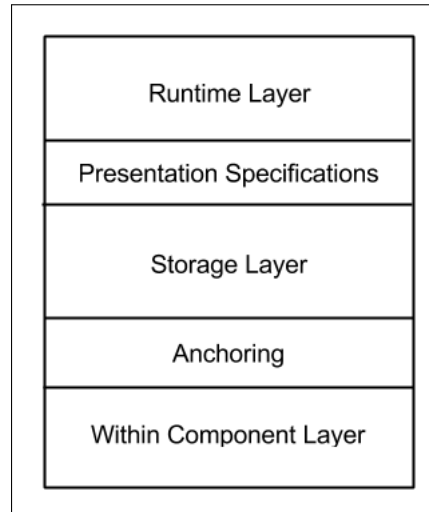 Runtime Layer
Presentation Specifications
Storage Layer
Anchoring
Within Component Layer